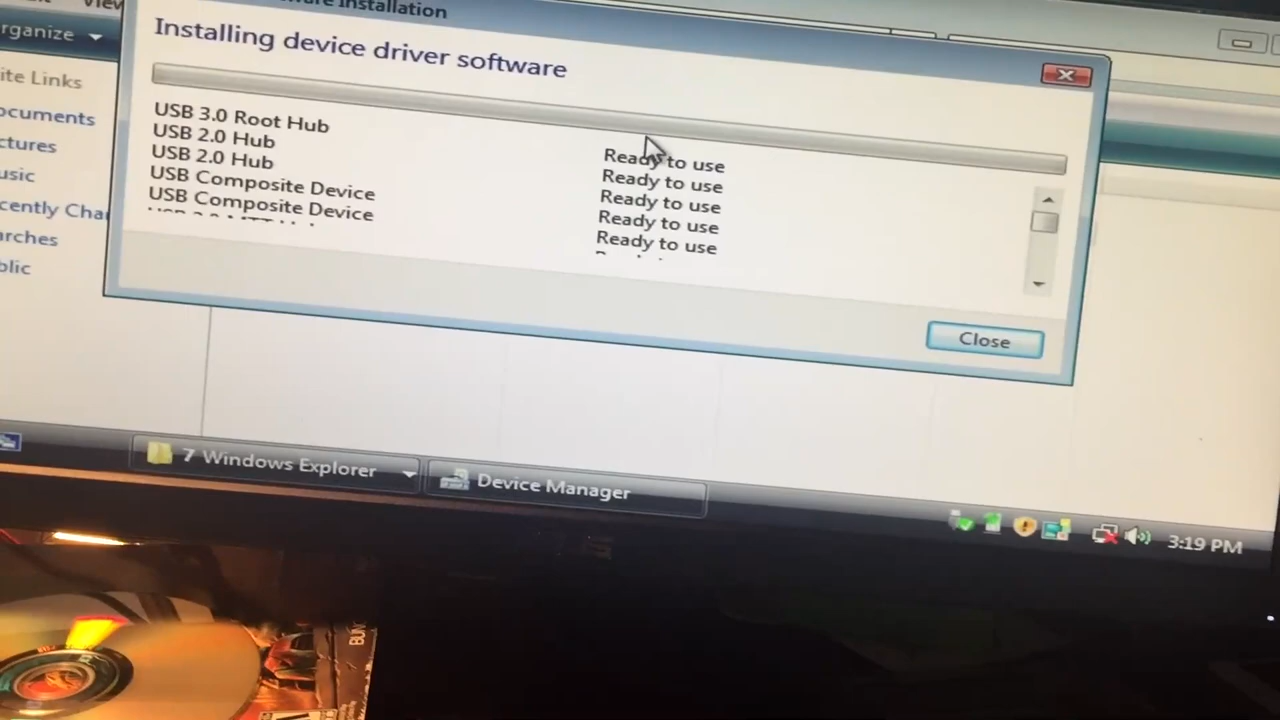 View
ware Installation
rganize
Installing device driver software
ite Links
ocuments
ctures
usic
cently Cha
arches
blic
USB 3.0 Root Hub
Ready to use
USB 2.0 Hub
Ready to use
USB 2.0 Hub
Ready to use
USB Composite Device
Ready to use
USB Composite Device
Ready to use
Close
7 Windows Explorer
Device Manager
3:19 PM